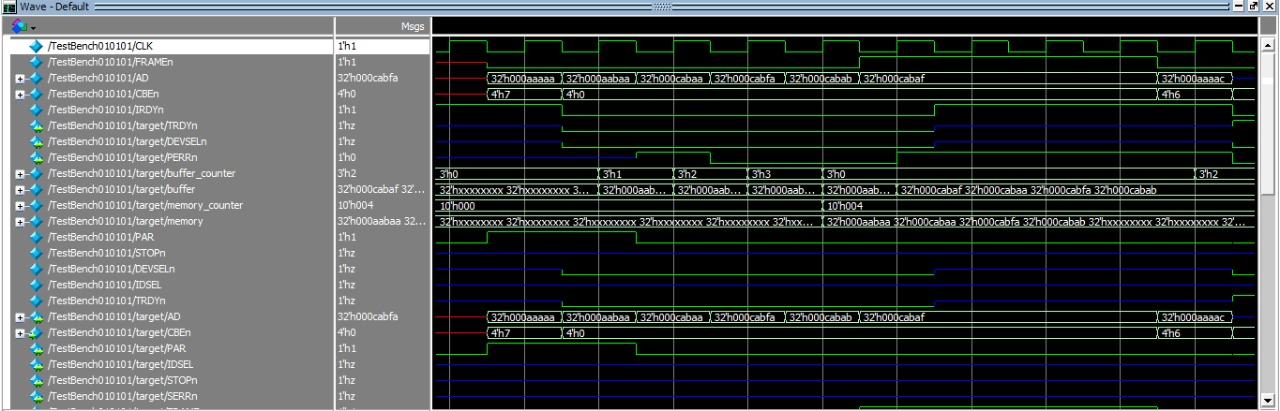 Wave - Default
Msgs
/TestBench010101/CLK 1'h1
/TestBench010101/FRAMEn 1'h1
/TestBench010101/AD 32'h000cabfa 32'h000aaaaa 32'h000aabaa 32'h000cabaa 32'h000cabfa 32'h000cabab 32'h000cabaf 32'h000aaaac
/TestBench010101/CBEn 4'h0 4'h7 4'h0 4'h6
/TestBench010101/IRDYn 1'h1
/TestBench010101/target/TRDYn 1'hz
/TestBench010101/target/DEVSELn 1'hz
/TestBench010101/target/PERRn 1'h0
/TestBench010101/target/buffer_counter 3'h2 3'h0 3'h1 3'h2 3'h3 3'h0 3'h2
/TestBench010101/target/buffer 32'h000cabaf 32'... 32'hxxxxxxxx 32'hxxxxxxxx 3... 32'h000aab... 32'h000aab... 32'h000aab... 32'h000aab... 32'h000cabaf 32'h000cabaa 32'h000cabfa 32'h000cabab
/TestBench010101/target/memory_counter 10'h004 10'h000 10'h004
/TestBench010101/target/memory 32'h000aabaa 32'... 32'hxxxxxxxx 32'hxxxxxxxx 32'hxxxxxxxx 32'hxxxxxxxx 32'hxxxxxxxx 32'hxx... 32'h000aabaa 32'h000cabaa 32'h000cabfa 32'h000cabab 32'hxxxxxxxx 32'hxxxxxxxx 32'...
/TestBench010101/PAR 1'h1
/TestBench010101/STOPn 1'hz
/TestBench010101/DEVSELn 1'hz
/TestBench010101/IDSEL 1'hz
/TestBench010101/TRDYn 1'hz
/TestBench010101/target/AD 32'h000cabfa 32'h000aaaaa 32'h000aabaa 32'h000cabaa 32'h000cabfa 32'h000cabab 32'h000cabaf 32'h000aaaac
/TestBench010101/target/CBEn 4'h0 4'h7 4'h0 4'h6
/TestBench010101/target/PAR 1'h1
/TestBench010101/target/IDSEL 1'hz
/TestBench010101/target/STOPn 1'hz
/TestBench010101/target/SERRn 1'hz